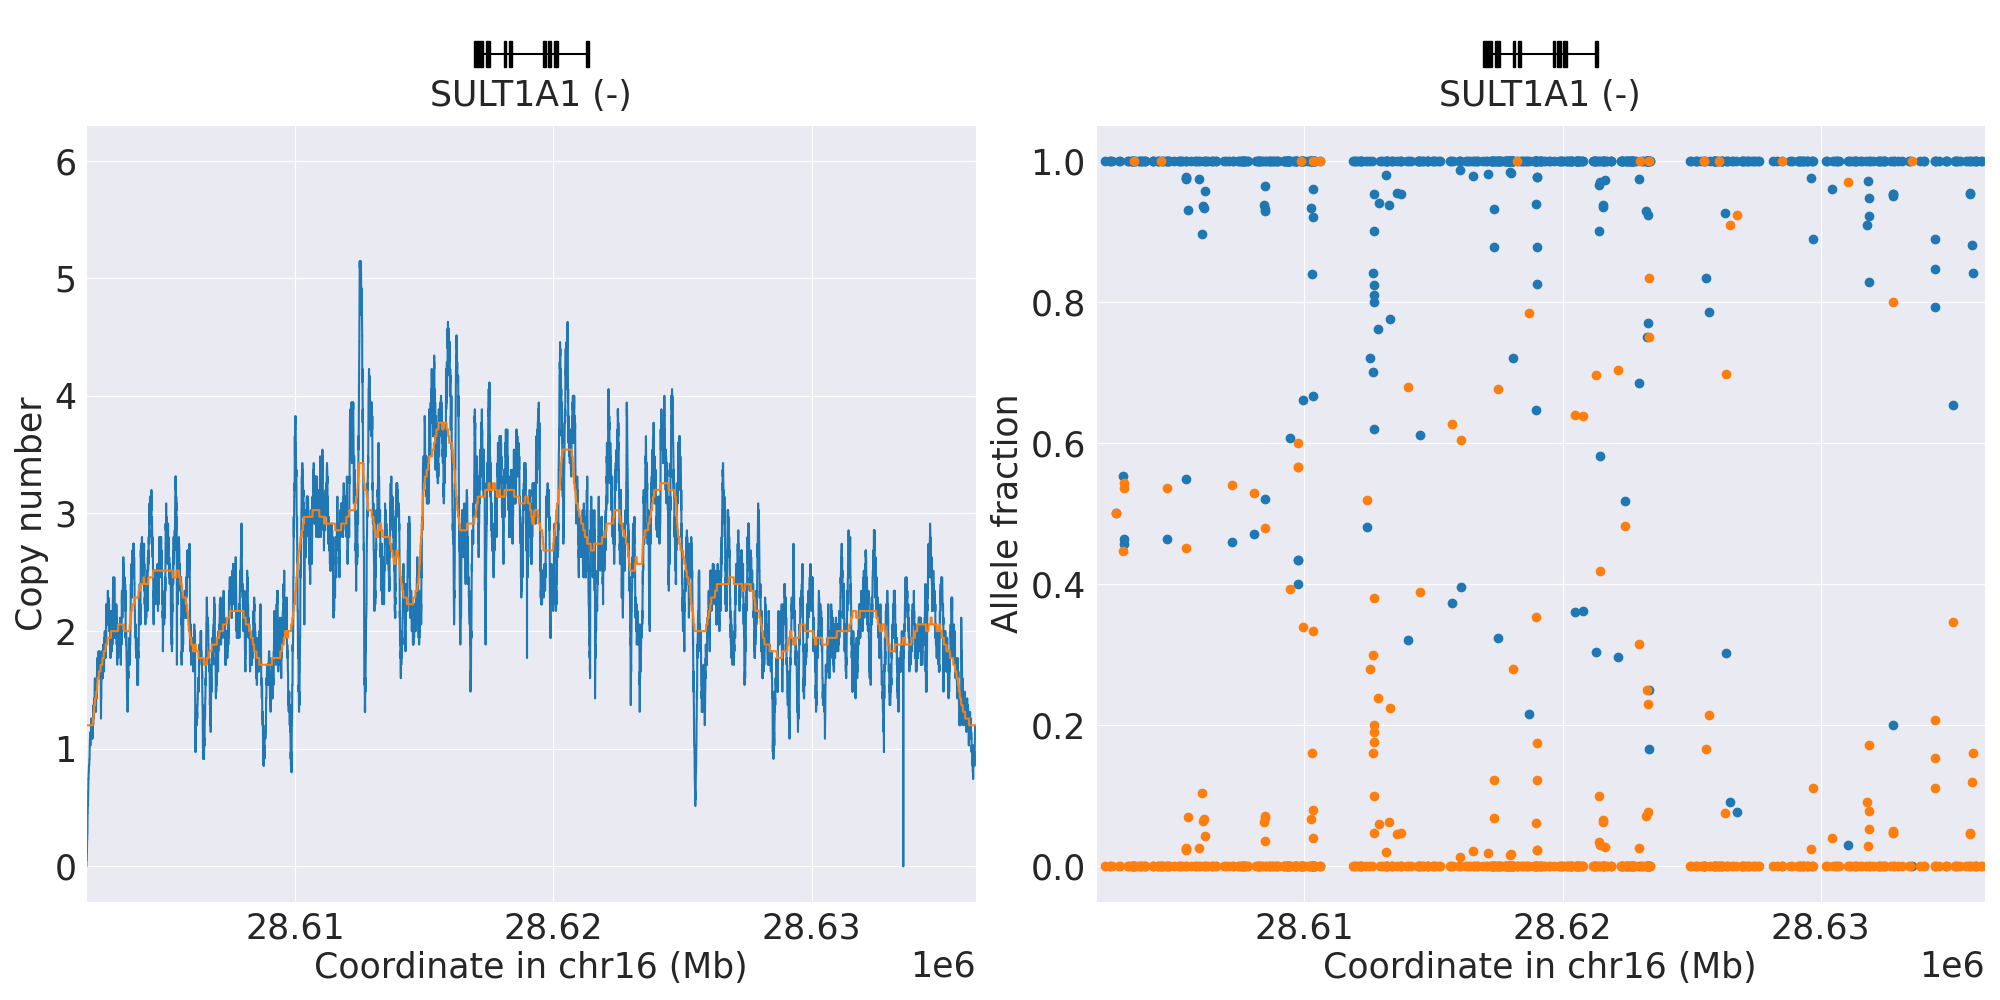 SULT1A1 (-)
6
5
4
3
2
1
0
Copy number
28.61
28.62
28.63
Coordinate in chr16 (Mb)
1e6
SULT1A1 (-)
1.0
0.8
0.6
0.4
0.2
0.0
Allele fraction
28.61
28.62
28.63
Coordinate in chr16 (Mb)
1e6